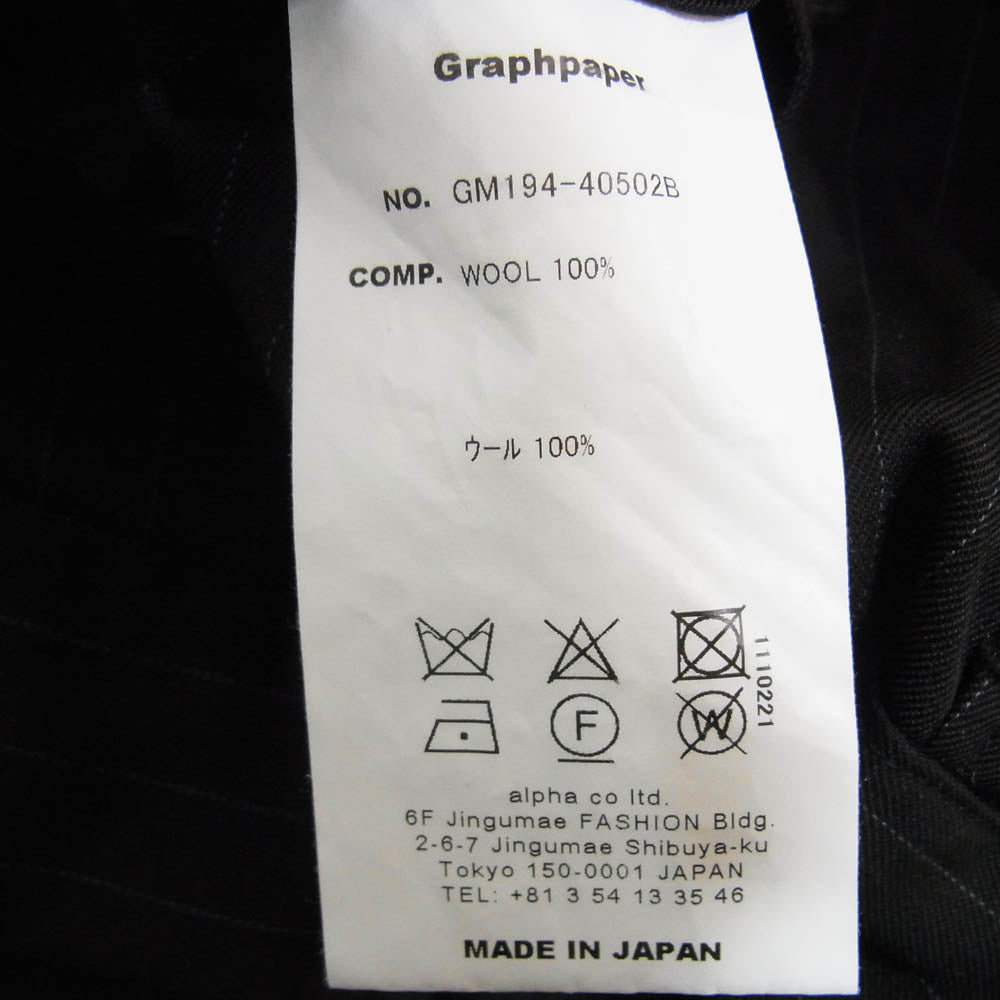 Graphpaper
NO. GM194-40502B
COMP. WOOL 100%
ウール 100%
1110221
F
W
alpha co ltd.
6F Jingumae FASHION Bldg.
2-6-7 Jingumae Shibuya-ku
Tokyo 150-0001 JAPAN
TEL: +81 3 54 13 35 46
MADE IN JAPAN